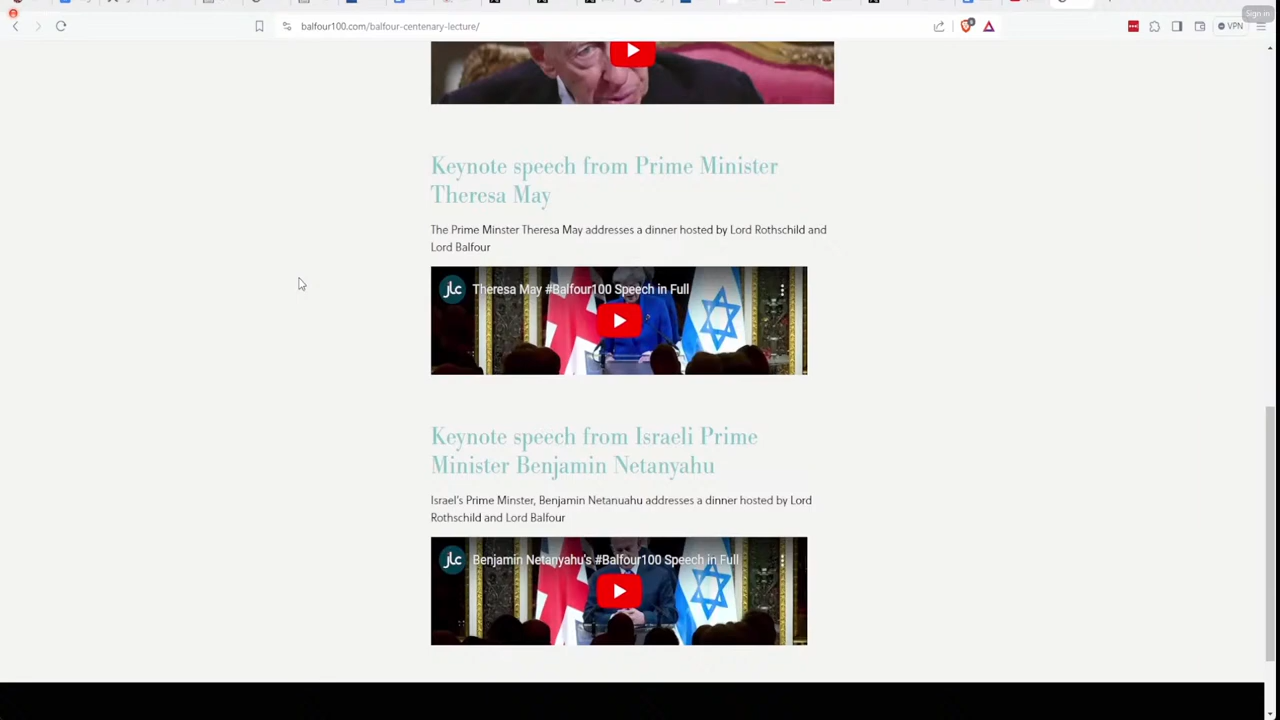 Sign in
balfour100.com/balfour-centenary-lecture/
VPN
Keynote speech from Prime Minister
Theresa May
The Prime Minster Theresa May addresses a dinner hosted by Lord Rothschild and
Lord Balfour
jlc
Theresa May #Balfour100 Speech in Full
Keynote speech from Israeli Prime
Minister Benjamin Netanyahu
Israel's Prime Minster, Benjamin Netanuahu addresses a dinner hosted by Lord
Rothschild and Lord Balfour
jlc
Benjamin Netanyahu's #Balfour100 Speech in Full